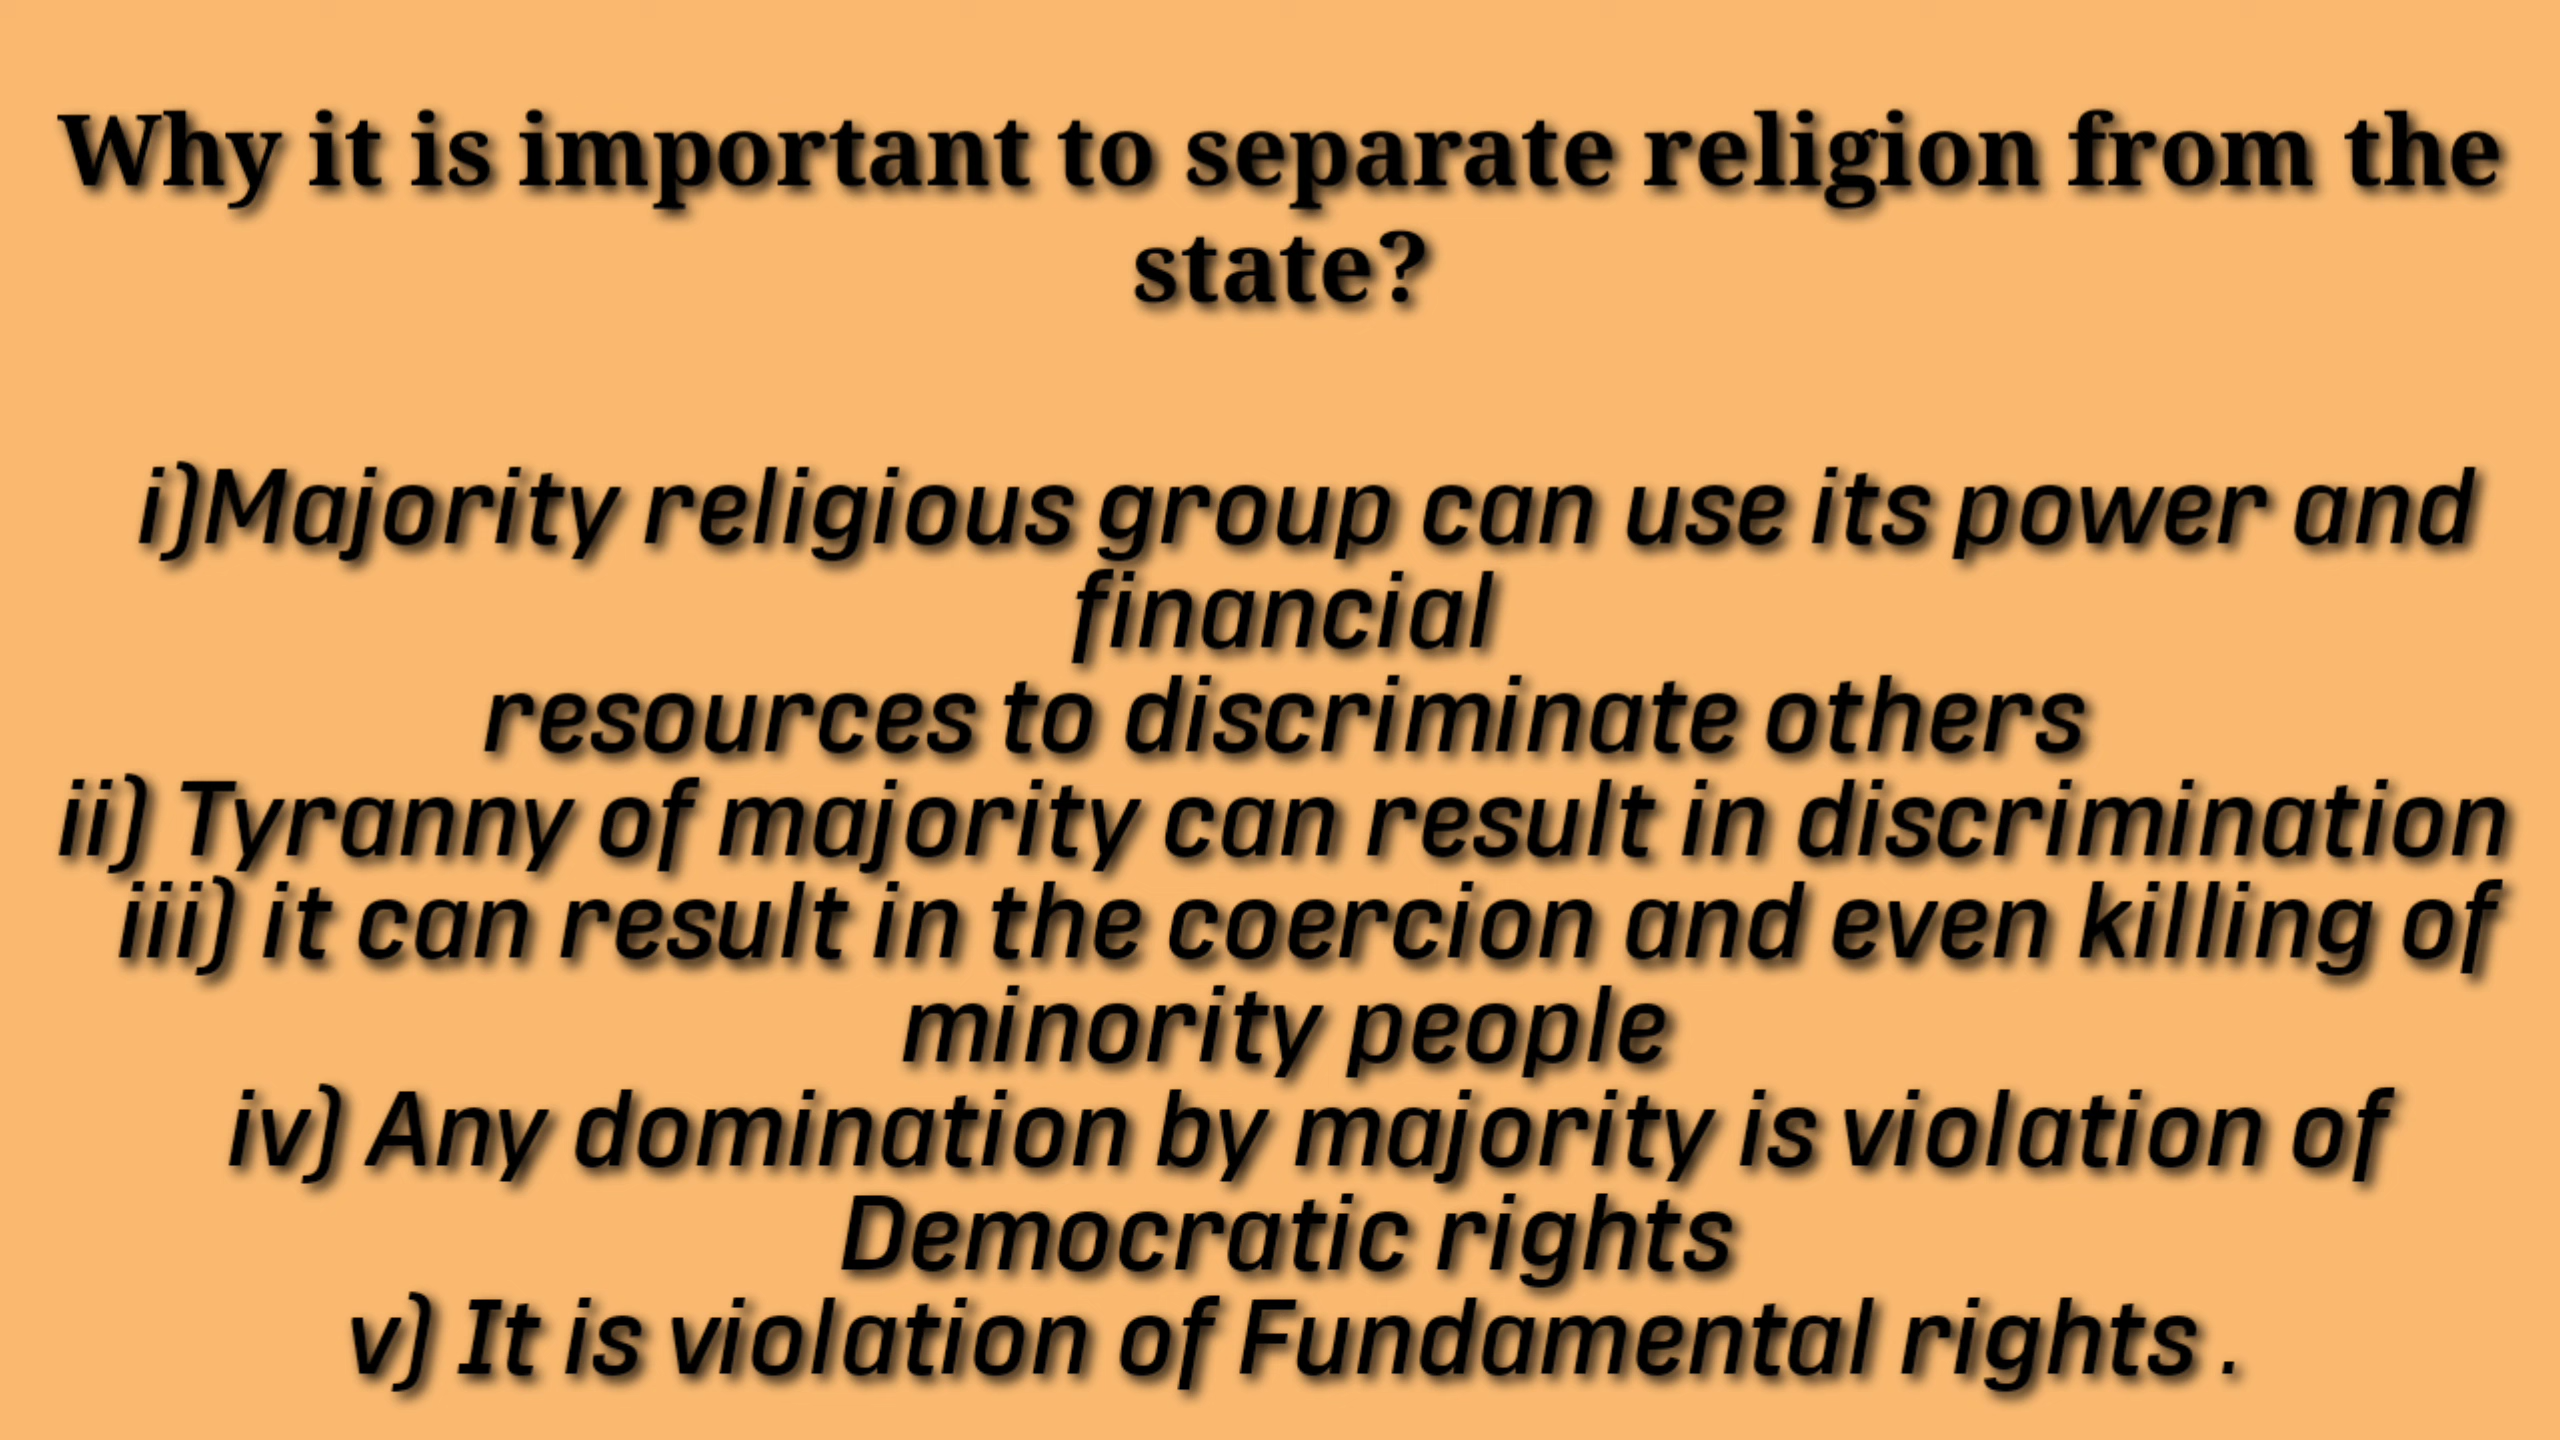 Why it is important to separate religion from the
state?
i)Majority religious group can use its power and
financial
resources to discriminate others
ii) Tyranny of majority can result in discrimination
iii) it can result in the coercion and even killing of
minority people
iv) Any domination by majority is violation of
Democratic rights
v) It is violation of Fundamental rights .